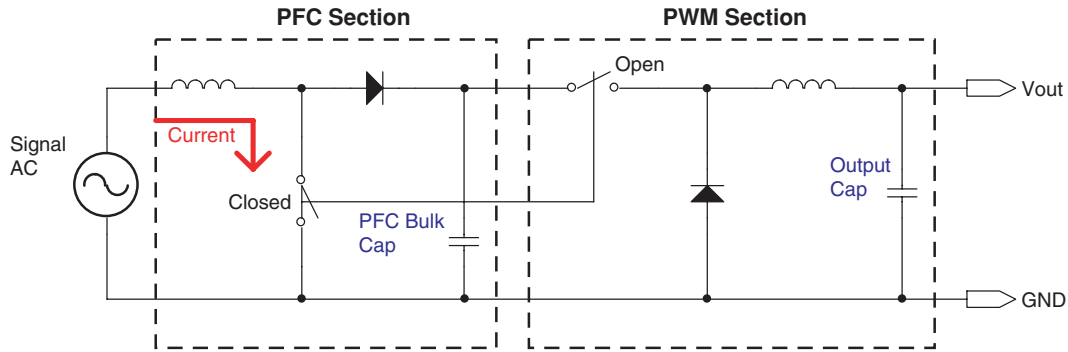 PFC Section
PWM Section
Open
Vout
Signal
AC
Current
Closed
PFC Bulk
Cap
Output
Cap
GND